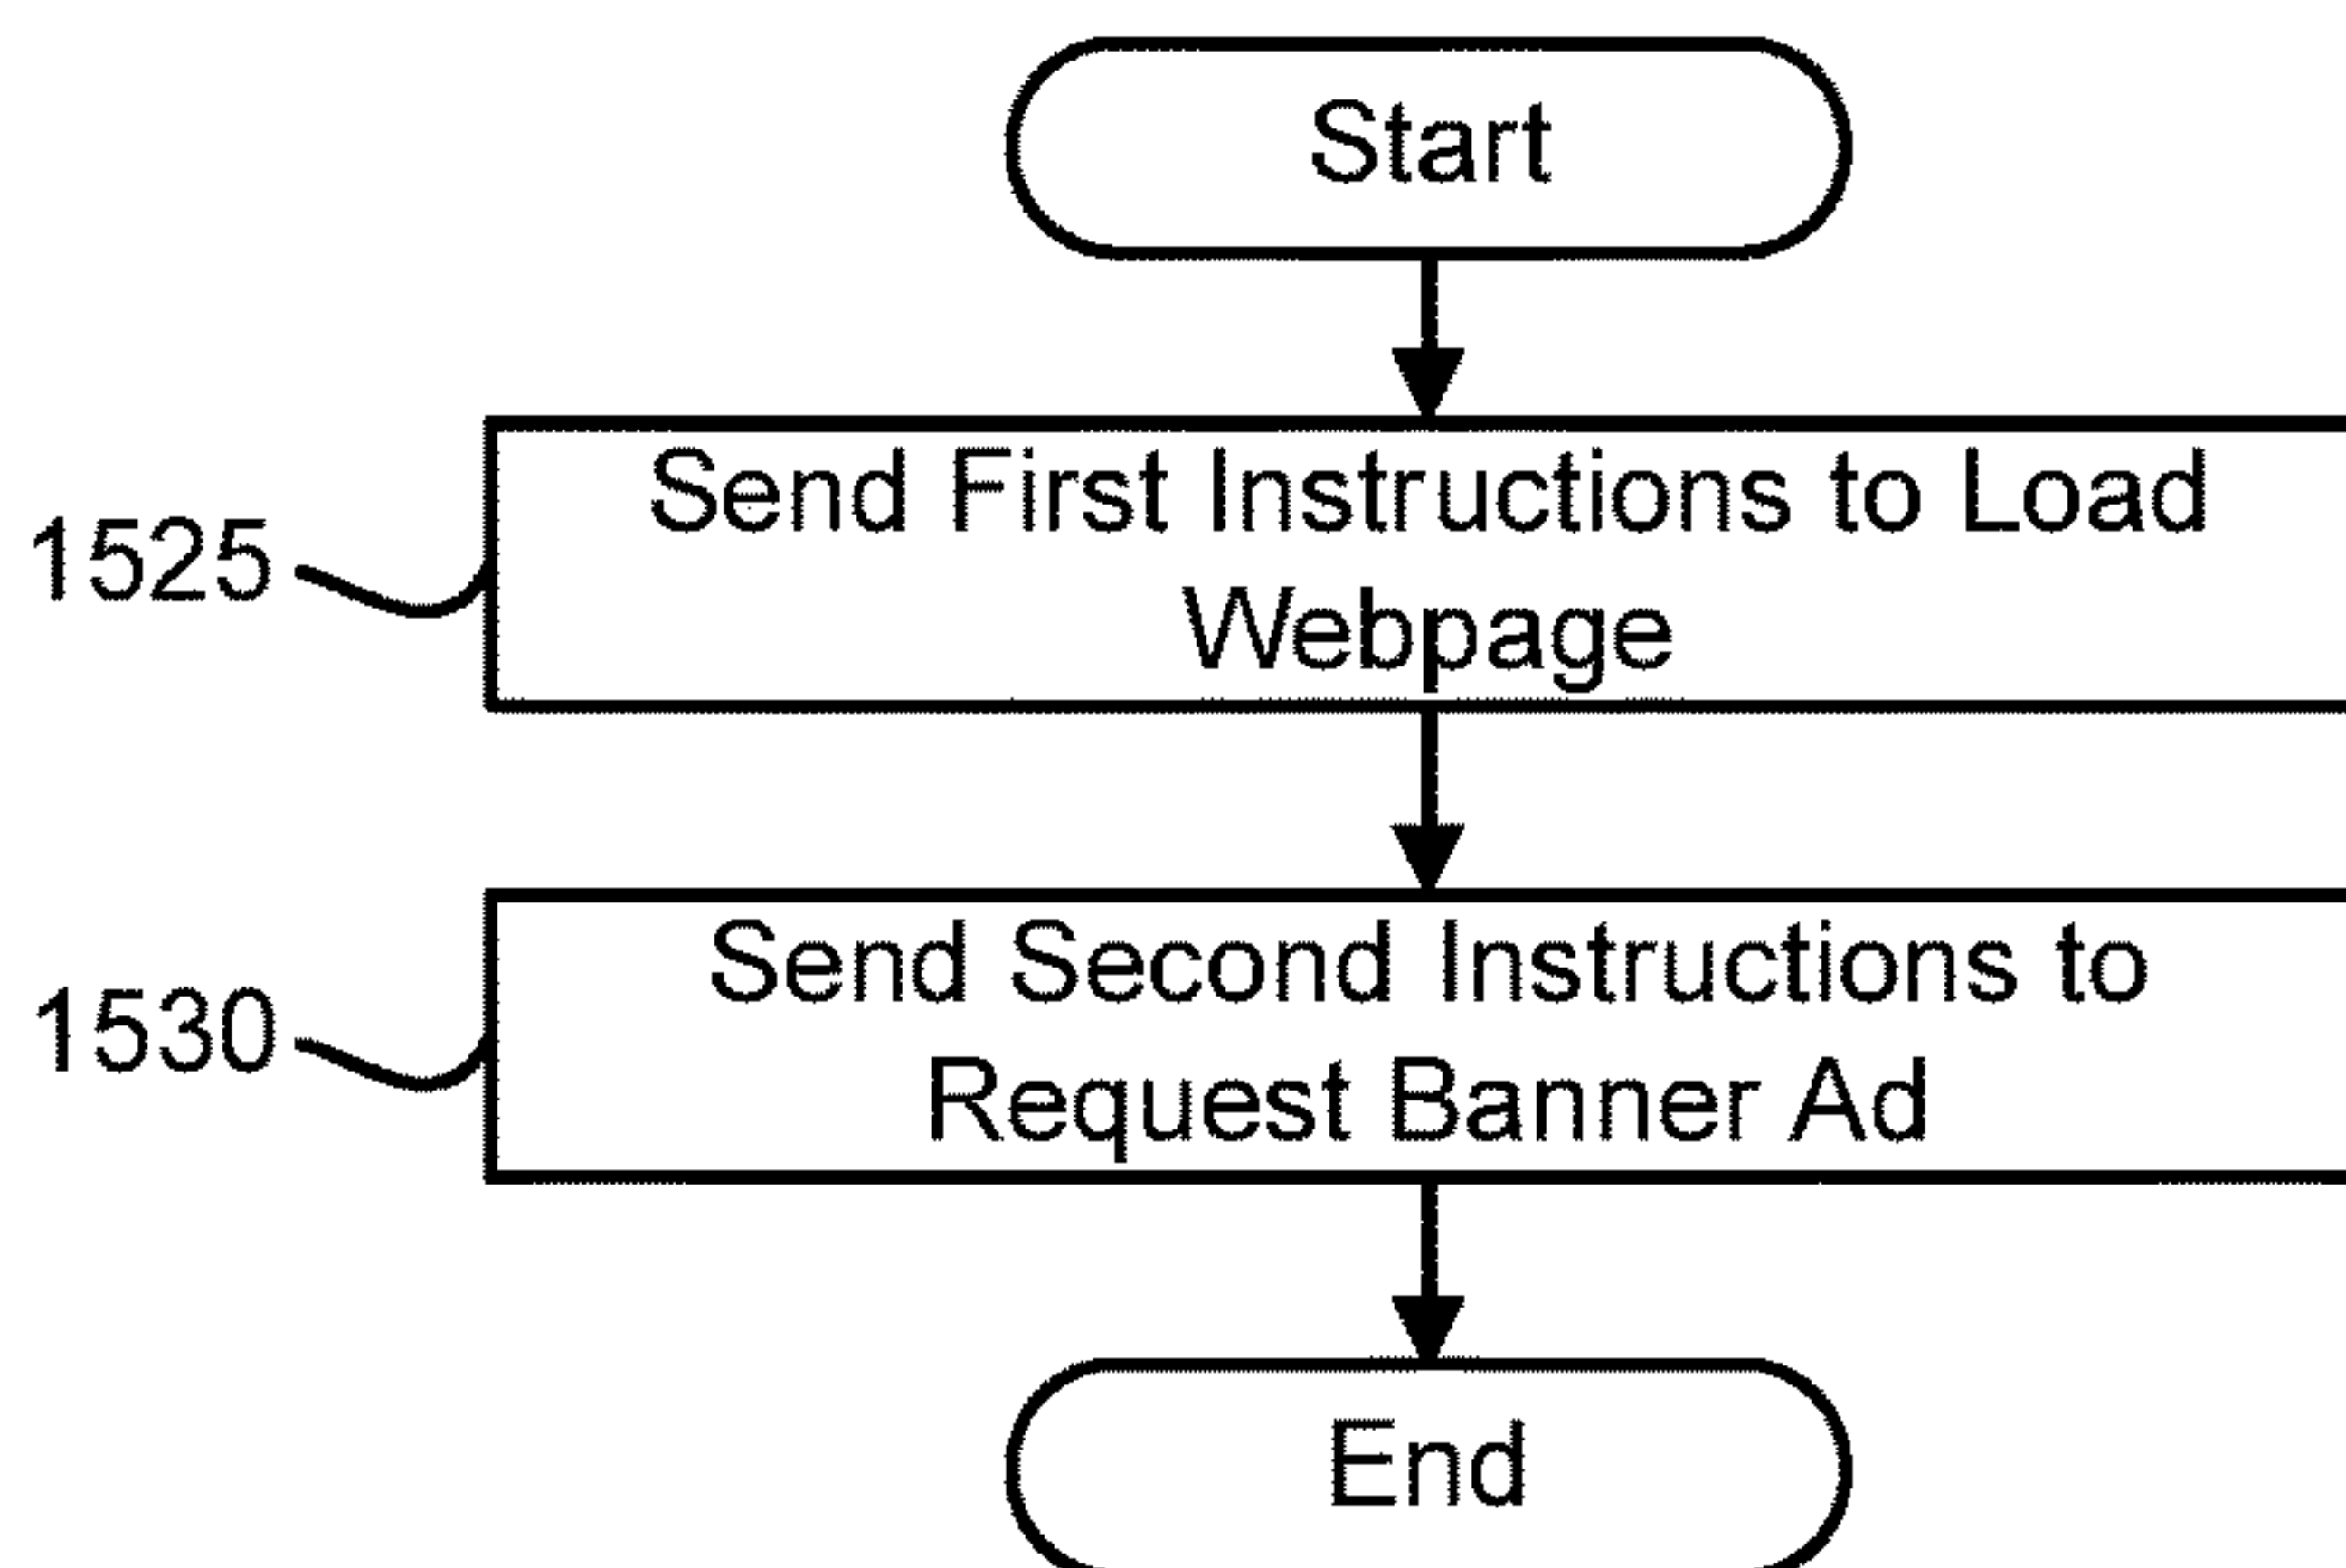 Start
1525
Send First Instructions to Load
Webpage
1530
Send Second Instructions to
Request Banner Ad
End